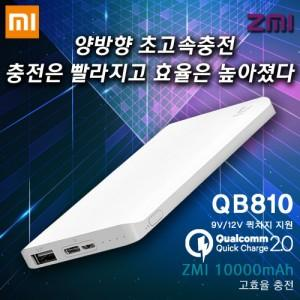 mi
ZMI
양방향 초고속충전
충전은 빨라지고 효율은 높아졌다
QB810
9V/12V 퀵차지 지원
Qualcomm
Quick Charge 2.0
ZMI 10000mAh
고효율 충전